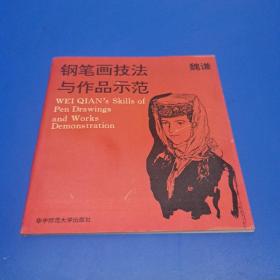 钢笔画技法
与作品示范
魏谦
WEI QIAN's Skills of
Pen Drawings
and Works
Demonstration
华中师范大学出版社